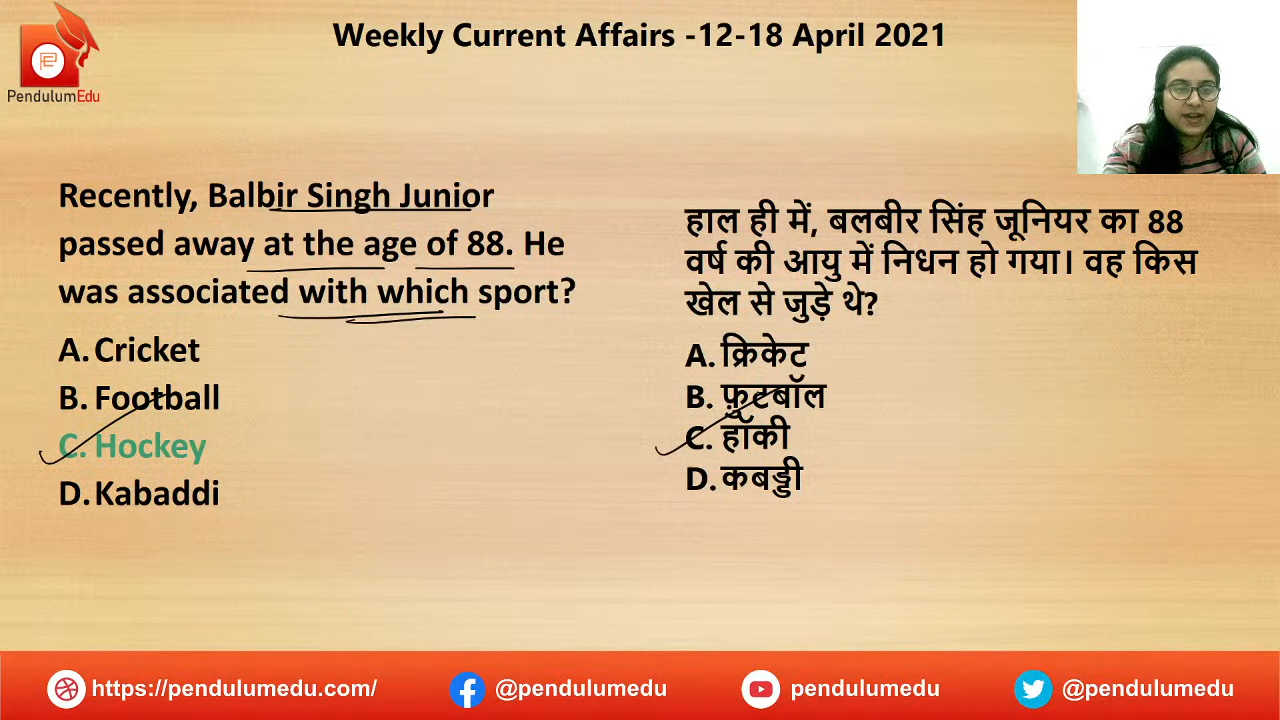 Weekly Current Affairs -12-18 April 2021
PendulumEdu
Recently, Balbir Singh Junior
passed away at the age of 88. He
was associated with which sport?
A. Cricket
B. Football
C. Hockey
D. Kabaddi
हाल ही में, बलबीर सिंह जूनियर का 88
वर्ष की आयु में निधन हो गया। वह किस
खेल से जुड़े थे?
A. क्रिकेट
B. फ़ुटबॉल
C. हॉकी
D. कबड्डी
https://pendulumedu.com/
@pendulumedu
pendulumedu
@pendulumedu